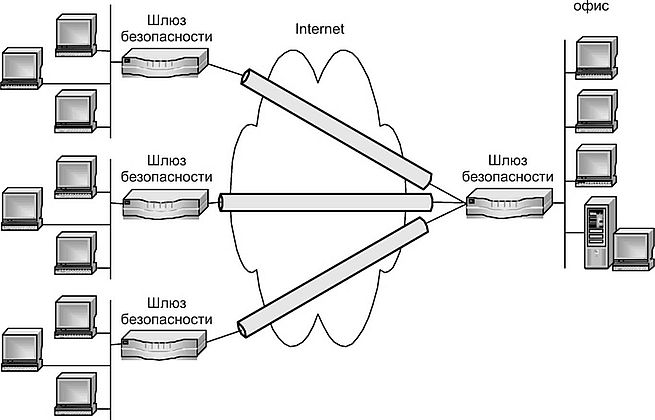 офис
Шлюз
безопасности
Internet
Шлюз
безопасности
Шлюз
безопасности
Шлюз
безопасности